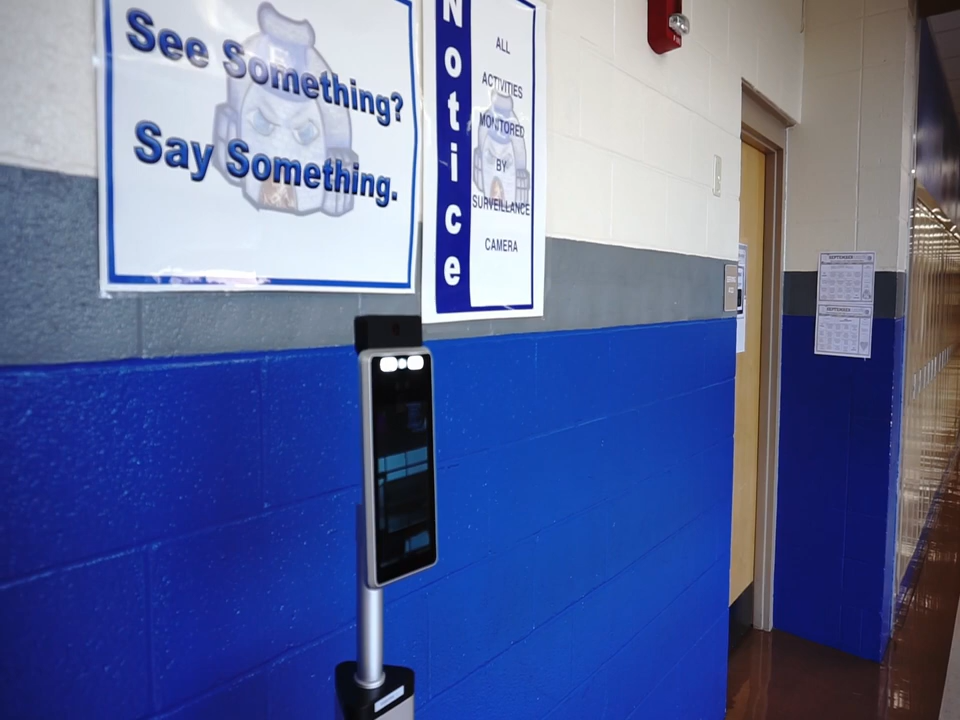 See Something?
Say Something.
Notice
ALL
ACTIVITIES
MONITORED
BY
SURVEILLANCE
CAMERA
SEPTEMBER
SEPTEMBER